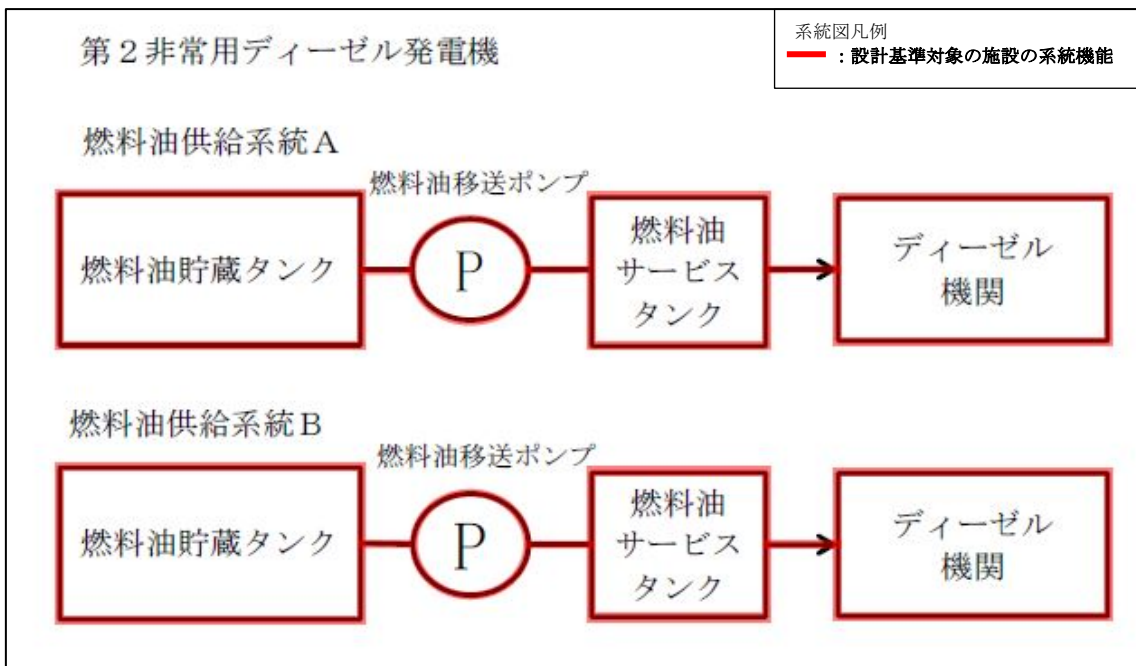 第２非常用ディーゼル発電機
系統図凡例
：設計基準対象の施設の系統機能
燃料油供給系統Ａ
燃料油移送ポンプ
燃料油貯蔵タンク
Ｐ
燃料油
サービス
タンク
ディーゼル
機関
燃料油供給系統Ｂ
燃料油移送ポンプ
燃料油貯蔵タンク
Ｐ
燃料油
サービス
タンク
ディーゼル
機関